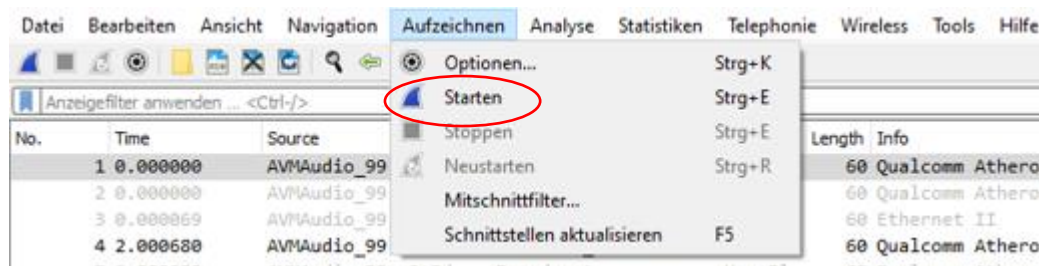 Datei Bearbeiten Ansicht Navigation Aufzeichnen Analyse Statistiken Telephonie Wireless Tools Hilfe
Anzeigefilter anwenden ... <Ctrl-/>
Optionen... Strg+K
Starten Strg+E
Stoppen Strg+E
Neustarten Strg+R
Mitschnittfilter...
Schnittstellen aktualisieren F5
No. Time Source Length Info
1 0.000000 AVMAudio_99 60 Qualcomm Athero
2 0.000000 AVMAudio_99 60 Qualcomm Athero
3 0.000069 AVMAudio_99 60 Ethernet II
4 2.000680 AVMAudio_99 60 Qualcomm Athero